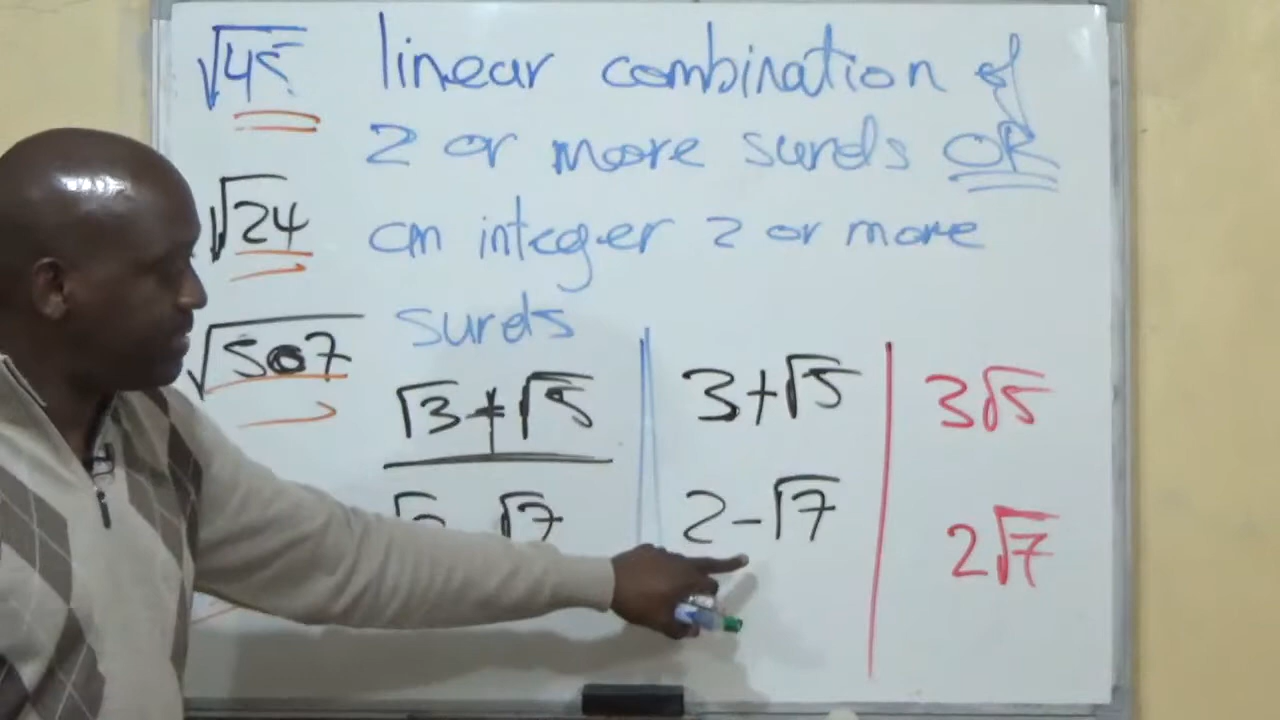 √45
linear combination of
2 or more surds OR
√24
an integer 2 or more
surds
√507
√3 + √5
3+√5
3√5
√7
2-√7
2√7